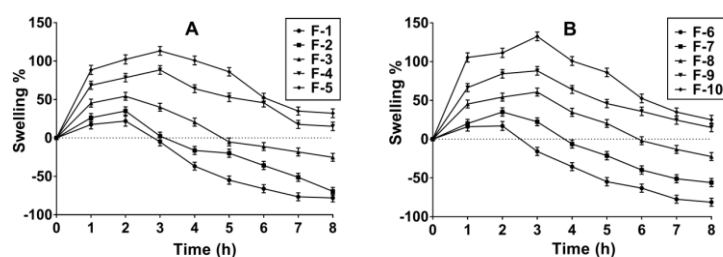 A
F-1
F-2
F-3
F-4
F-5
Swelling %
150
100
50
0
-50
-100
0 1 2 3 4 5 6 7 8
Time (h)
B
F-6
F-7
F-8
F-9
F-10
Swelling %
150
100
50
0
-50
-100
0 1 2 3 4 5 6 7 8
Time (h)